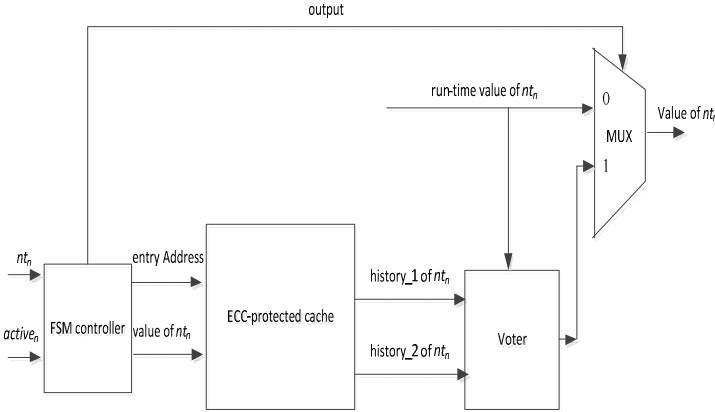 output
run-time value of ntn
0
Value of ntn
MUX
1
ntn
entry Address
history_1 of ntn
FSM controller
ECC-protected cache
activen
value of ntn
Voter
history_2 of ntn